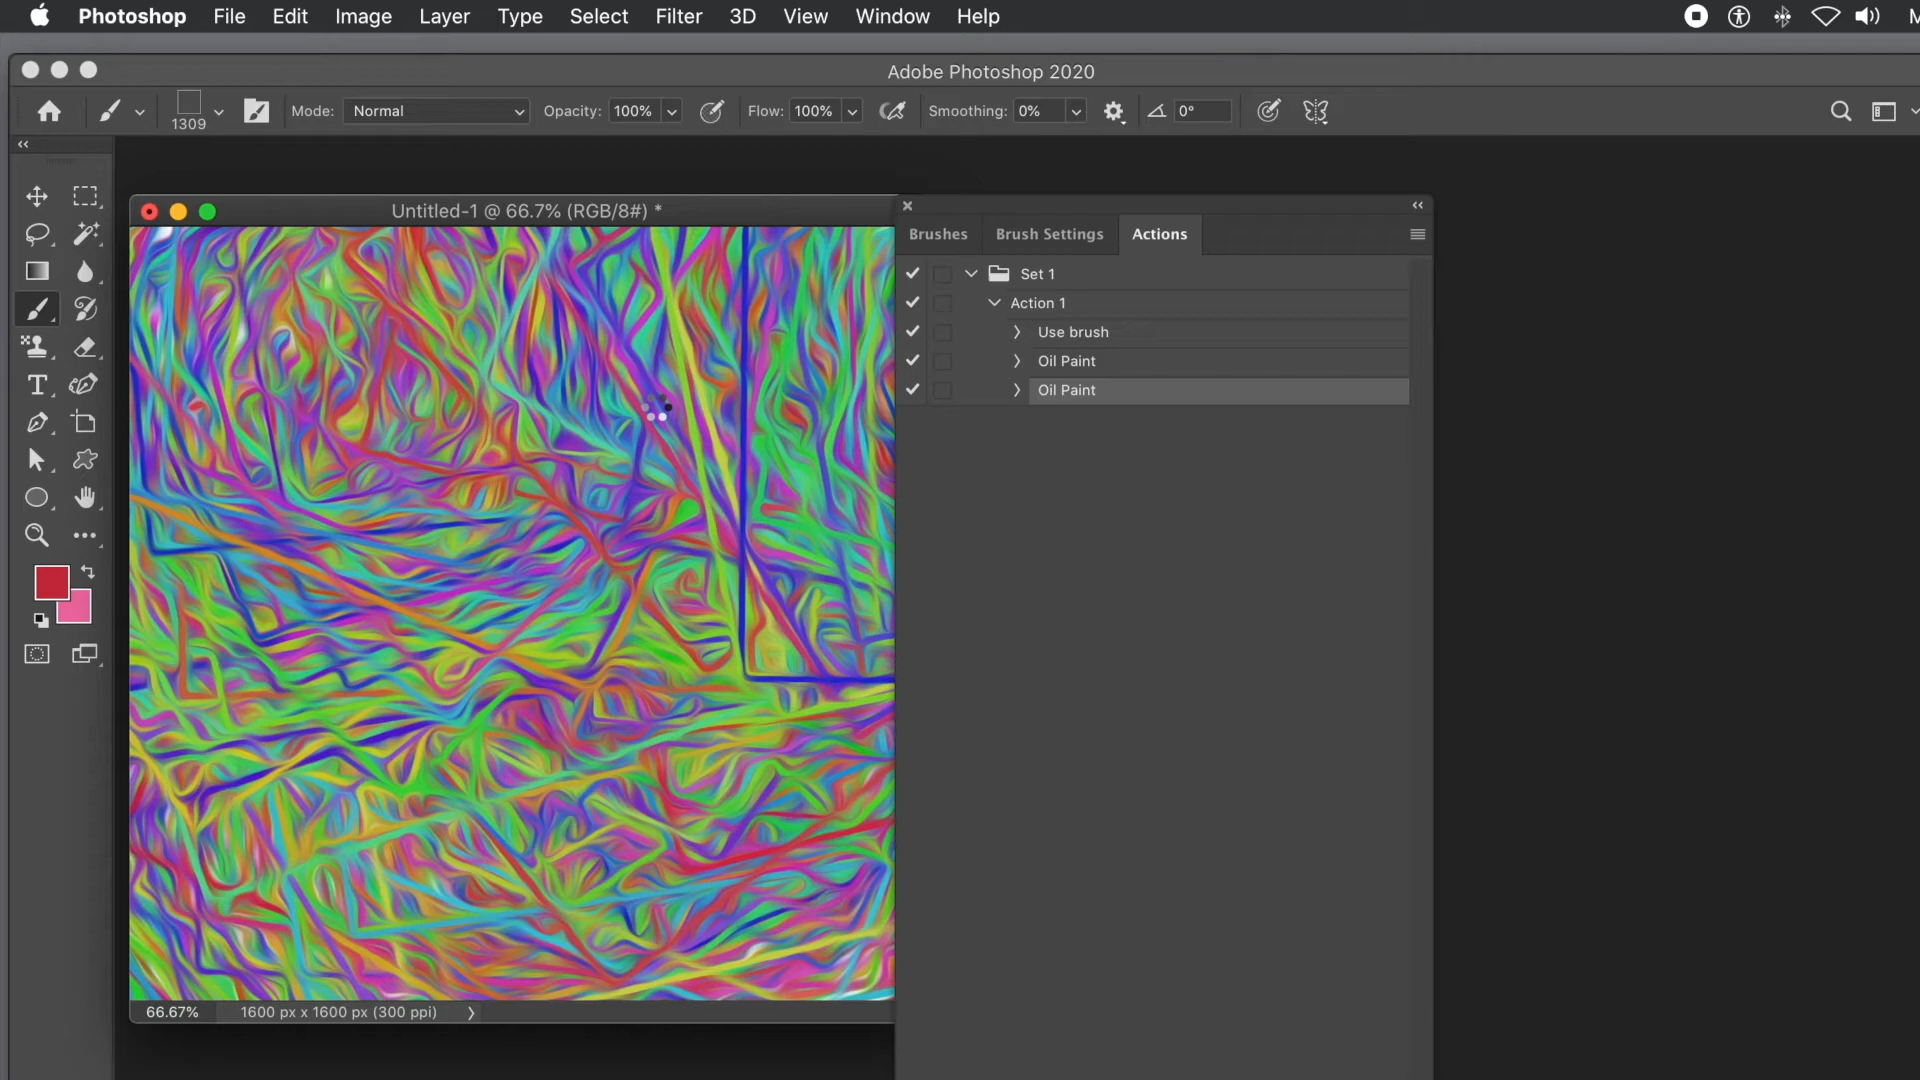 Photoshop File Edit Image Layer Type Select Filter 3D View Window Help M
Adobe Photoshop 2020
1309 Mode: Normal Opacity: 100% Flow: 100% Smoothing: 0% 0°
Untitled-1 @ 66.7% (RGB/8#) *
Brushes Brush Settings Actions
Set 1
Action 1
Use brush
Oil Paint
Oil Paint
66.67% 1600 px x 1600 px (300 ppi)